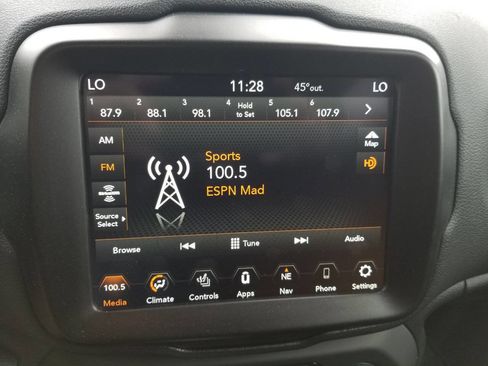 LO 11:28 45°out. LO
1 2 3 4 5 6
87.9 88.1 98.1 Hold to Set 105.1 107.9
AM
Map
Sports
FM
HD
100.5
ESPN Mad
Source Select
Browse Tune Audio
100.5 NE
Media Climate Controls Apps Nav Phone Settings